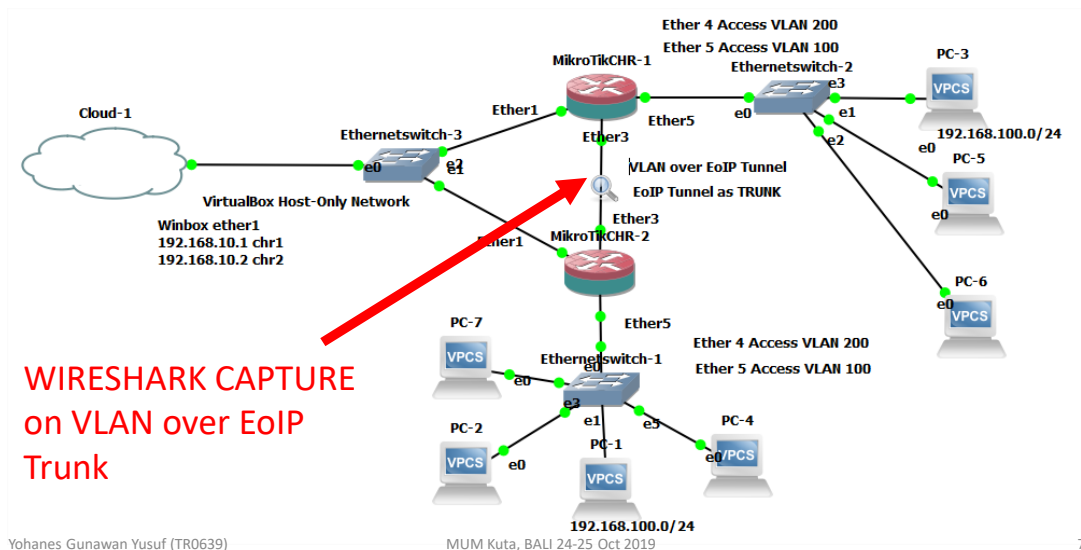 Ether 4 Access VLAN 200
Ether 5 Access VLAN 100
MikroTikCHR-1
Ethernetswitch-2
PC-3
e3
VPCS
Cloud-1
Ether1
Ether5
e0
e1
e2
192.168.100.0/24
Ethernetswitch-3
Ether3
e0
PC-5
VLAN over EoIP Tunnel
VPCS
e0
e2
e1
EoIP Tunnel as TRUNK
e0
VirtualBox Host-Only Network
Winbox ether1
192.168.10.1 chr1
192.168.10.2 chr2
Ether3
Ether1
MikroTikCHR-2
PC-6
e0
VPCS
PC-7
Ether5
VPCS
Ether 4 Access VLAN 200
Ethernetswitch-1
e0
Ether 5 Access VLAN 100
e0
WIRESHARK CAPTURE
on VLAN over EoIP
Trunk
e3
e1
e5
PC-4
PC-2
PC-1
VPCS
e0
e0
VPCS
VPCS
192.168.100.0/24
Yohanes Gunawan Yusuf (TR0639)
MUM Kuta, BALI 24-25 Oct 2019